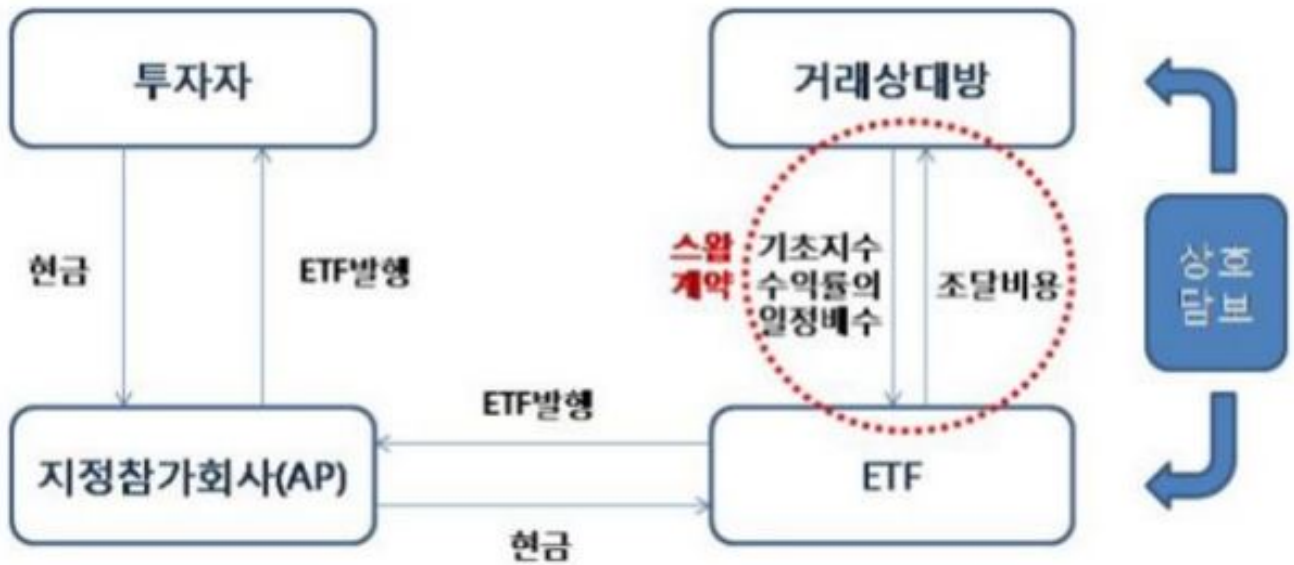 투자자
거래상대방
현금
ETF발행
스왑
계약
기초지수
수익률의
일정배수
조달비용
상호
담보
ETF발행
지정참가회사(AP)
ETF
현금